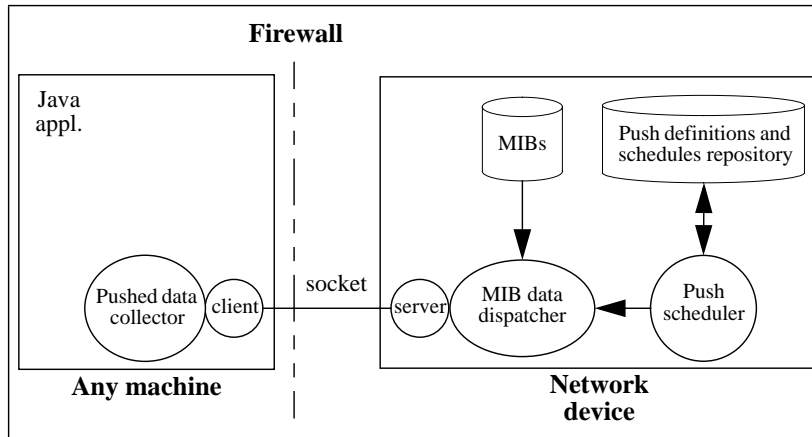 Firewall
Java
appl.
MIBs
Push definitions and
schedules repository
Pushed data
collector
client
socket
server
MIB data
dispatcher
Push
scheduler
Any machine
Network
device